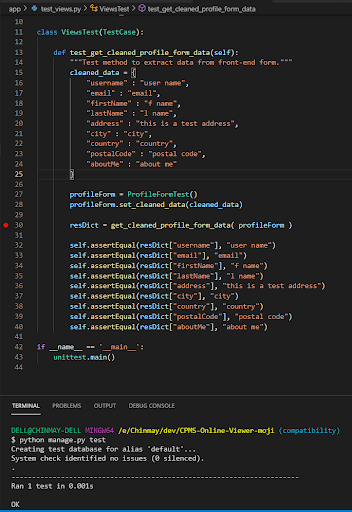 app > test_views.py > ViewsTest > test_get_cleaned_profile_form_data
10
11 class ViewsTest(TestCase):
12
13 def test_get_cleaned_profile_form_data(self):
14 """Test method to extract data from front-end form."""
15 cleaned_data = {
16 "username" : "user name",
17 "email" : "email",
18 "firstName" : "f name",
19 "lastName" : "l name",
20 "address" : "this is a test address",
21 "city" : "city",
22 "country" : "country",
23 "postalCode" : "postal code",
24 "aboutMe" : "about me"
25 }
26
27 profileForm = ProfileFormTest()
28 profileForm.set_cleaned_data(cleaned_data)
29
30 resDict = get_cleaned_profile_form_data( profileForm )
31
32 self.assertEqual(resDict["username"], "user name")
33 self.assertEqual(resDict["email"], "email")
34 self.assertEqual(resDict["firstName"], "f name")
35 self.assertEqual(resDict["lastName"], "l name")
36 self.assertEqual(resDict["address"], "this is a test address")
37 self.assertEqual(resDict["city"], "city")
38 self.assertEqual(resDict["country"], "country")
39 self.assertEqual(resDict["postalCode"], "postal code")
40 self.assertEqual(resDict["aboutMe"], "about me")
41
42 if __name__ == '__main__':
43 unittest.main()
44
TERMINAL PROBLEMS OUTPUT DEBUG CONSOLE
DELL@CHINMAY-DELL MINGW64 /e/Chinmay/dev/CPMS-Online-Viewer-moji (compatibility)
$ python manage.py test
Creating test database for alias 'default'...
System check identified no issues (0 silenced).
.
----------------------------------------------------------------------
Ran 1 test in 0.001s
OK